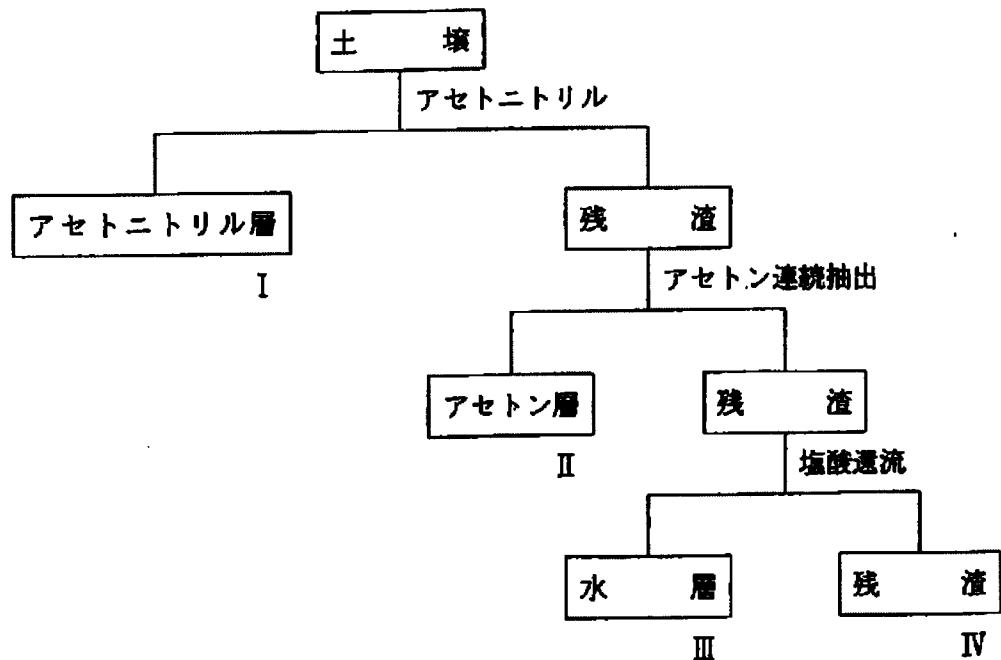 土壌
アセトニトリル
アセトニトリル層
I
残渣
アセトン連続抽出
アセトン層
II
残渣
塩酸還流
水層
III
残渣
IV